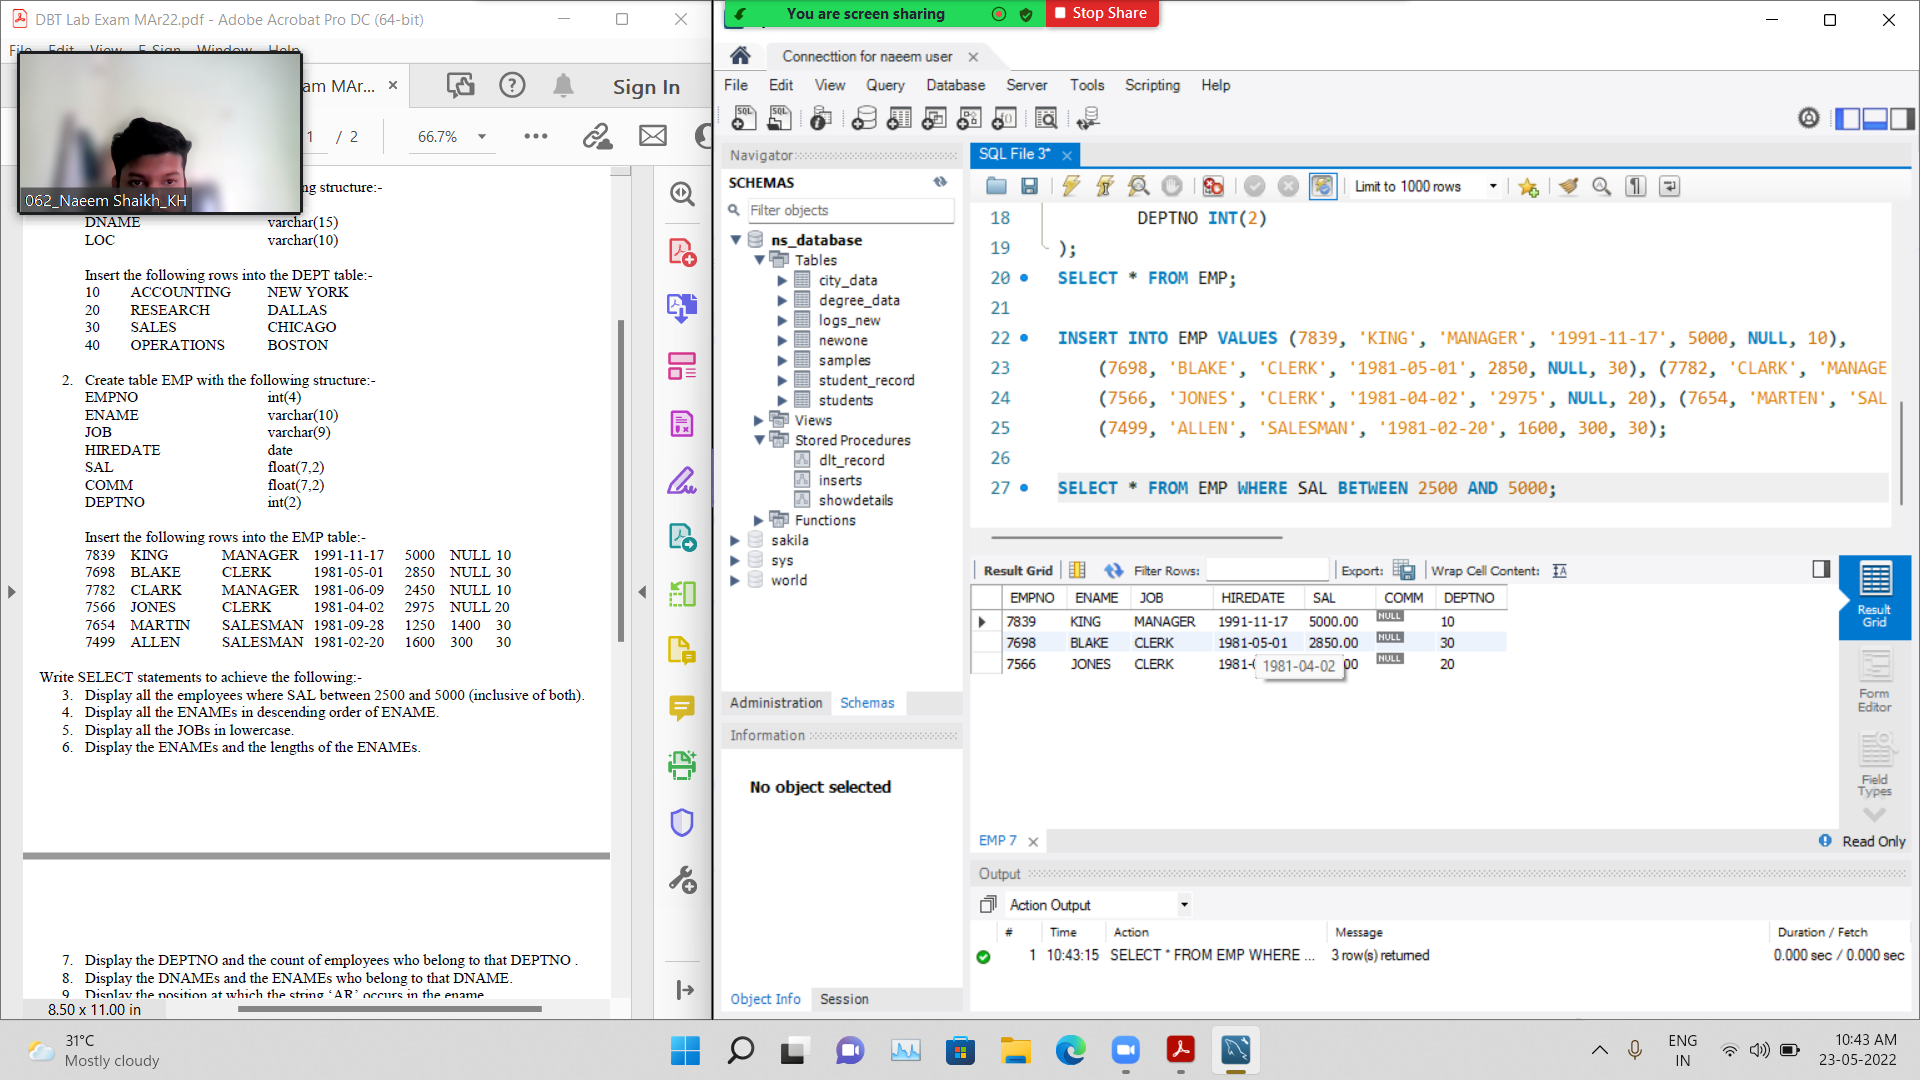 DBT Lab Exam MAr22.pdf - Adobe Acrobat Pro DC (64-bit)
File Edit View E-Sign Window Help
am MAr...
Sign In
1 / 2
66.7%
062_Naeem Shaikh_KH
ng structure:-
DNAME varchar(15)
LOC varchar(10)
Insert the following rows into the DEPT table:-
10 ACCOUNTING NEW YORK
20 RESEARCH DALLAS
30 SALES CHICAGO
40 OPERATIONS BOSTON
2. Create table EMP with the following structure:-
EMPNO int(4)
ENAME varchar(10)
JOB varchar(9)
HIREDATE date
SAL float(7,2)
COMM float(7,2)
DEPTNO int(2)
Insert the following rows into the EMP table:-
7839 KING MANAGER 1991-11-17 5000 NULL 10
7698 BLAKE CLERK 1981-05-01 2850 NULL 30
7782 CLARK MANAGER 1981-06-09 2450 NULL 10
7566 JONES CLERK 1981-04-02 2975 NULL 20
7654 MARTIN SALESMAN 1981-09-28 1250 1400 30
7499 ALLEN SALESMAN 1981-02-20 1600 300 30
Write SELECT statements to achieve the following:-
3. Display all the employees where SAL between 2500 and 5000 (inclusive of both).
4. Display all the ENAMEs in descending order of ENAME.
5. Display all the JOBs in lowercase.
6. Display the ENAMEs and the lengths of the ENAMEs.
7. Display the DEPTNO and the count of employees who belong to that DEPTNO .
8. Display the DNAMEs and the ENAMEs who belong to that DNAME.
9. Display the position at which the string ‘AR’ occurs in the ename.
8.50 x 11.00 in
You are screen sharing
Stop Share
Connecttion for naeem user
File Edit View Query Database Server Tools Scripting Help
Navigator
SCHEMAS
Filter objects
ns_database
Tables
city_data
degree_data
logs_new
newone
samples
student_record
students
Views
Stored Procedures
dlt_record
inserts
showdetails
Functions
sakila
sys
world
Administration Schemas
Information
No object selected
Object Info Session
SQL File 3*
Limit to 1000 rows
18 DEPTNO INT(2)
19 );
20 SELECT * FROM EMP;
21
22 INSERT INTO EMP VALUES (7839, 'KING', 'MANAGER', '1991-11-17', 5000, NULL, 10),
23 (7698, 'BLAKE', 'CLERK', '1981-05-01', 2850, NULL, 30), (7782, 'CLARK', 'MANAGE
24 (7566, 'JONES', 'CLERK', '1981-04-02', '2975', NULL, 20), (7654, 'MARTEN', 'SAL
25 (7499, 'ALLEN', 'SALESMAN', '1981-02-20', 1600, 300, 30);
26
27 SELECT * FROM EMP WHERE SAL BETWEEN 2500 AND 5000;
Result Grid Filter Rows: Export: Wrap Cell Content:
EMPNO ENAME JOB HIREDATE SAL COMM DEPTNO
7839 KING MANAGER 1991-11-17 5000.00 NULL 10
7698 BLAKE CLERK 1981-05-01 2850.00 NULL 30
7566 JONES CLERK 1981- 00 NULL 20
1981-04-02
Result Grid
Form Editor
Field Types
EMP 7
Read Only
Output
Action Output
# Time Action Message Duration / Fetch
1 10:43:15 SELECT * FROM EMP WHERE ... 3 row(s) returned 0.000 sec / 0.000 sec
31°C
Mostly cloudy
ENG
IN
10:43 AM
23-05-2022